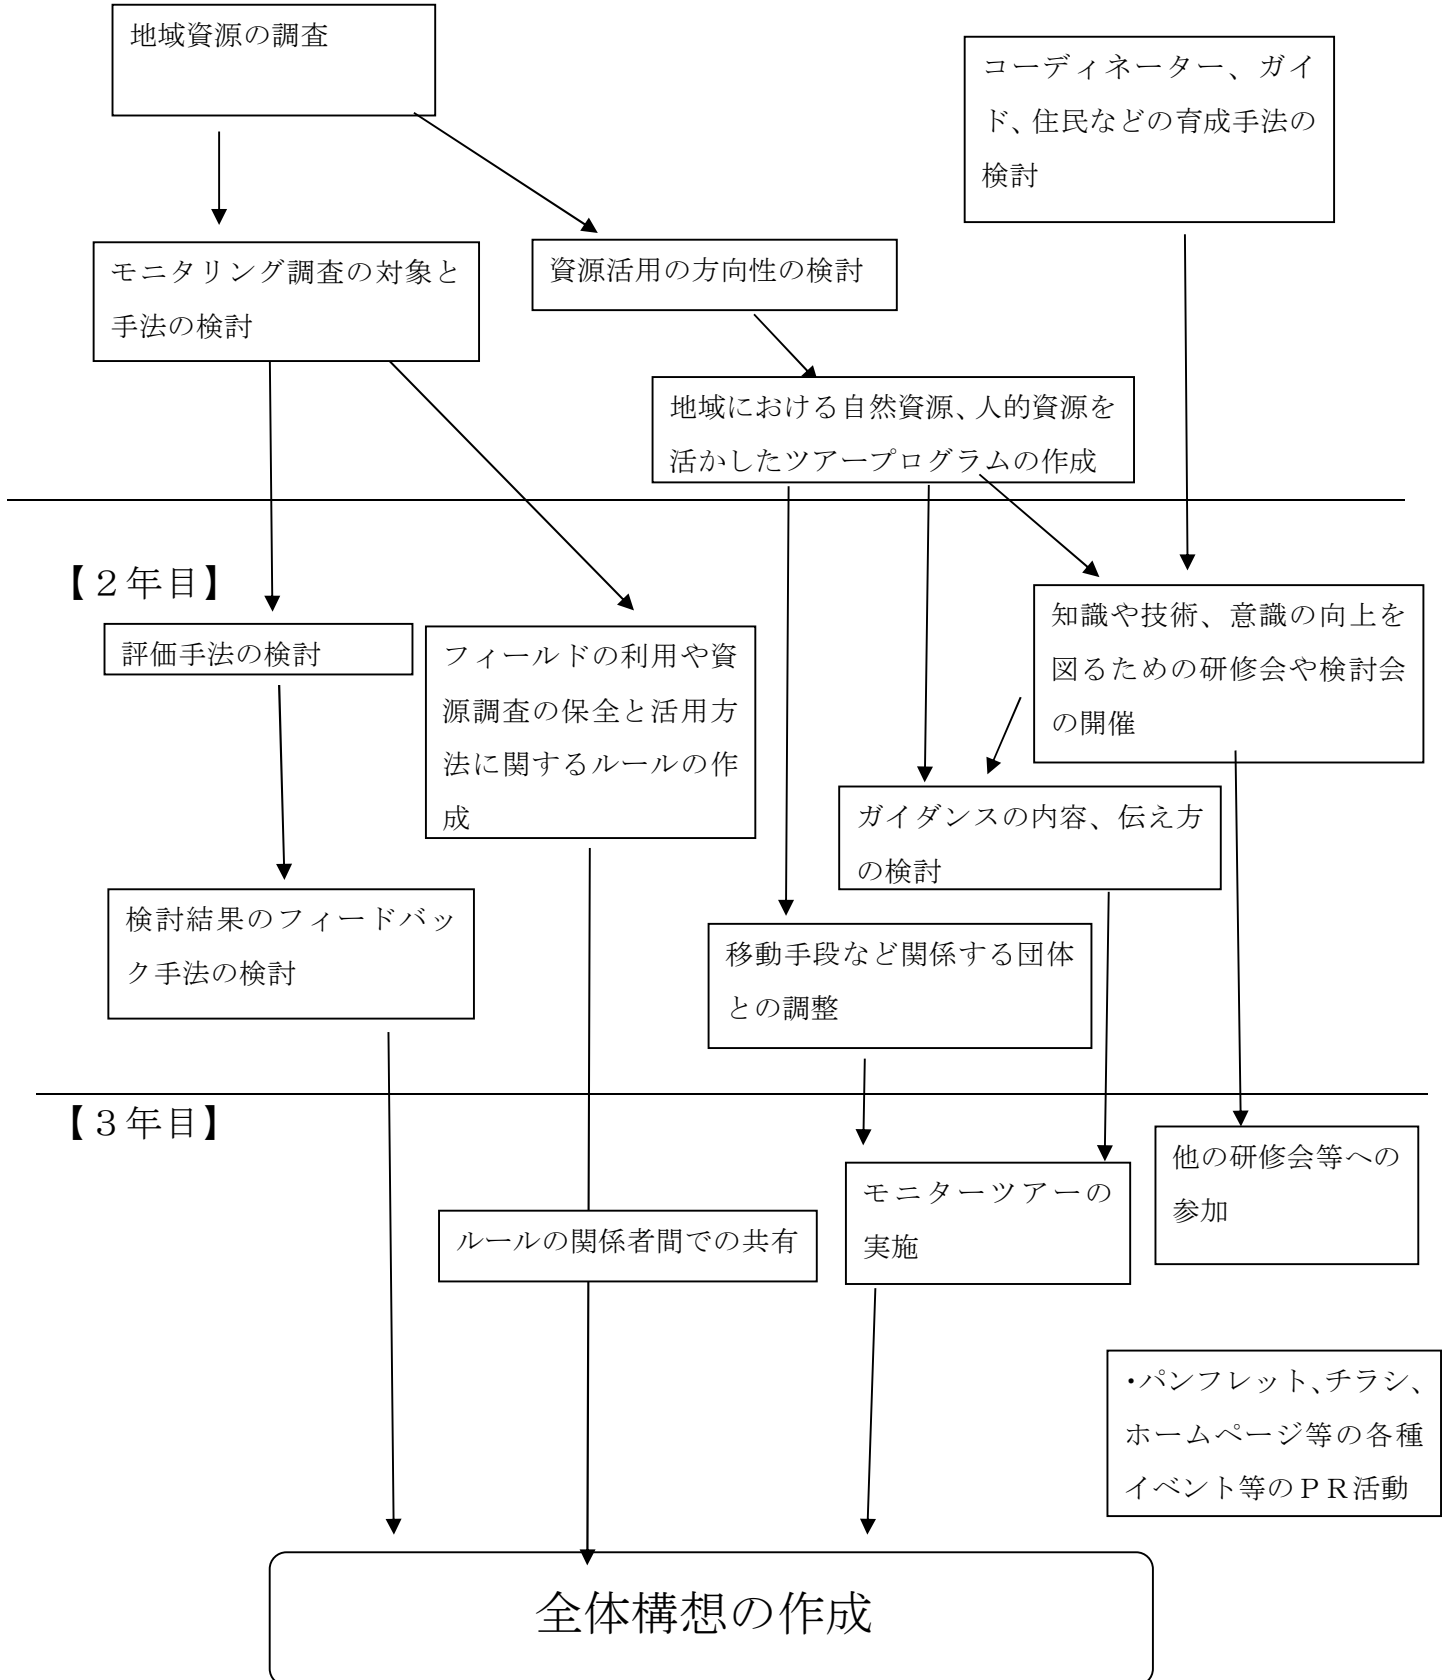 地域資源の調査
コーディネーター、ガイ
ド、住民などの育成手法の
検討
モニタリング調査の対象と
手法の検討
資源活用の方向性の検討
地域における自然資源、人的資源を
活かしたツアープログラムの作成
【２年目】
評価手法の検討
フィールドの利用や資
源調査の保全と活用方
法に関するルールの作
成
知識や技術、意識の向上を
図るための研修会や検討会
の開催
ガイダンスの内容、伝え方
の検討
検討結果のフィードバッ
ク手法の検討
移動手段など関係する団体
との調整
【３年目】
ルールの関係者間での共有
モニターツアーの
実施
他の研修会等への
参加
・パンフレット、チラシ、
ホームページ等の各種
イベント等のＰＲ活動
全体構想の作成